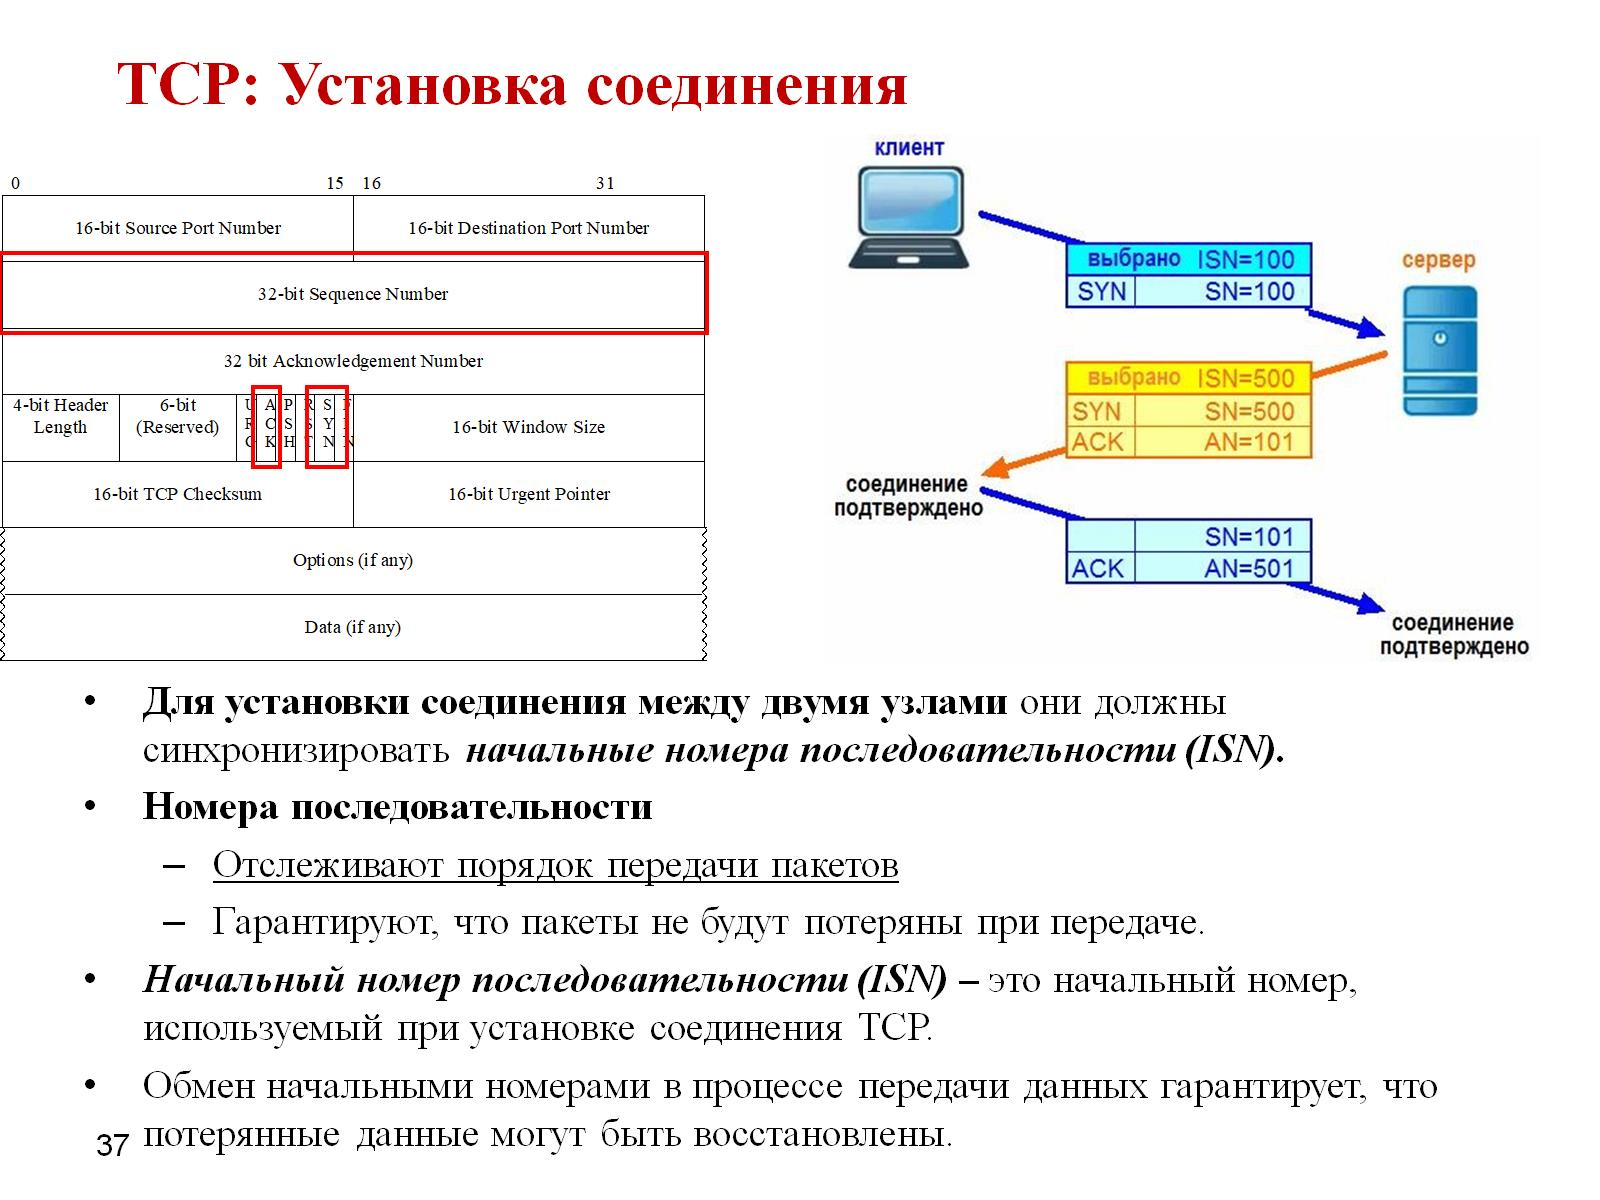 TCP: Установка соединения
0 15 16 31
16-bit Source Port Number 16-bit Destination Port Number
32-bit Sequence Number
32 bit Acknowledgement Number
4-bit Header Length 6-bit (Reserved) URG ACK PSH RST SYN FIN 16-bit Window Size
16-bit TCP Checksum 16-bit Urgent Pointer
Options (if any)
Data (if any)
клиент
выбрано ISN=100
SYN SN=100
сервер
выбрано ISN=500
SYN SN=500
ACK AN=101
соединение
подтверждено
SN=101
ACK AN=501
соединение
подтверждено
• Для установки соединения между двумя узлами они должны
синхронизировать начальные номера последовательности (ISN).
• Номера последовательности
– Отслеживают порядок передачи пакетов
– Гарантируют, что пакеты не будут потеряны при передаче.
• Начальный номер последовательности (ISN) – это начальный номер,
используемый при установке соединения TCP.
• Обмен начальными номерами в процессе передачи данных гарантирует, что
потерянные данные могут быть восстановлены.
37